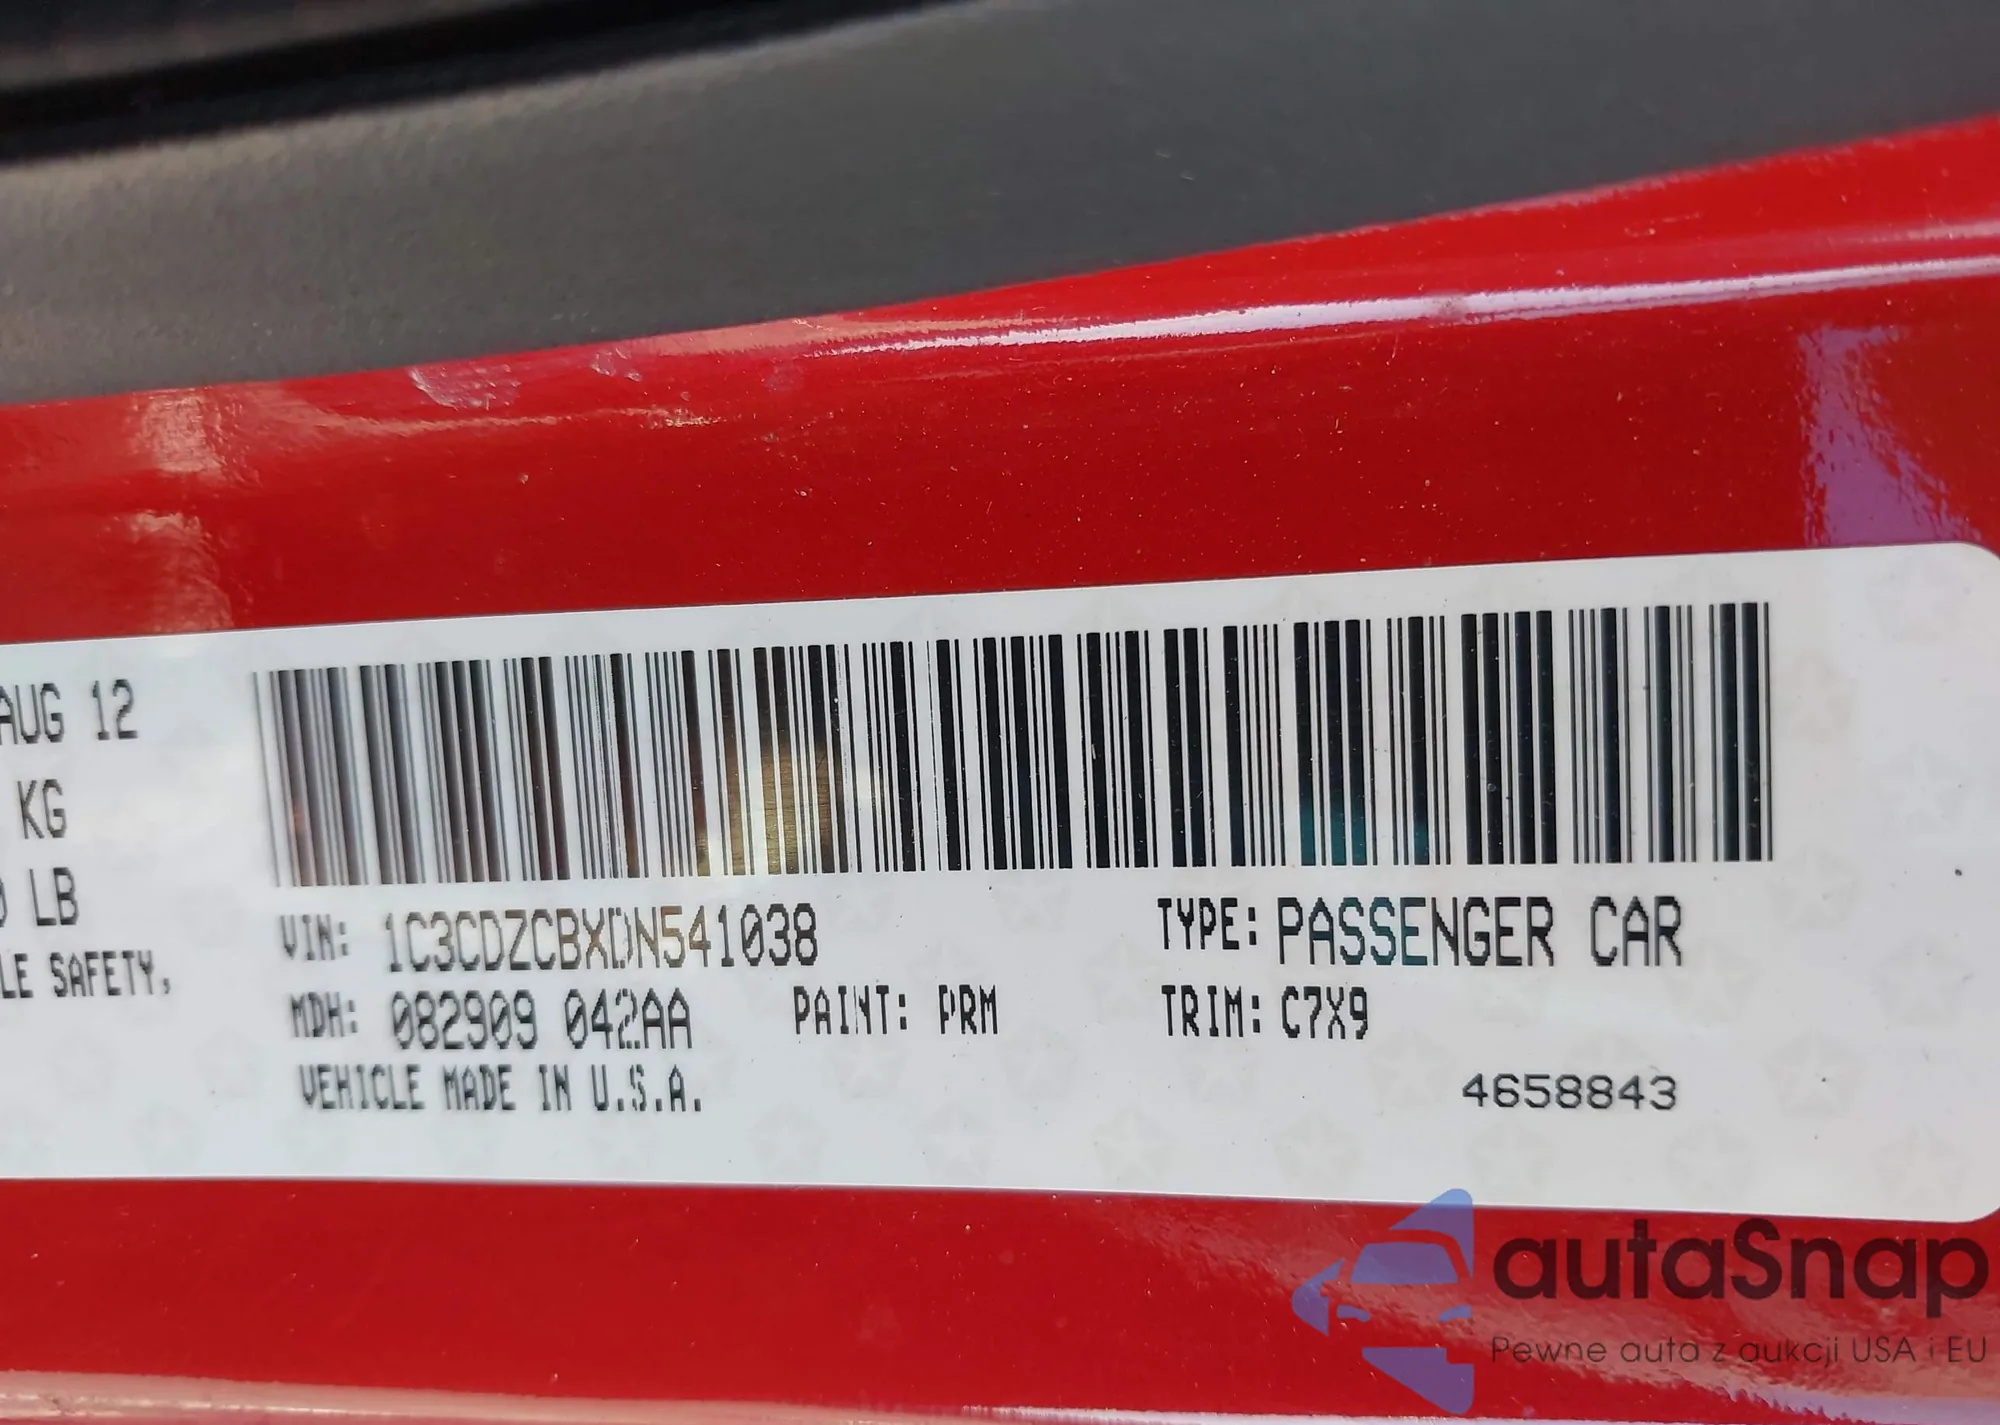 AUG 12
KG
LB
LE SAFETY,
VIN: 1C3CDZCBXDN541038
TYPE: PASSENGER CAR
MDH: 082909 042AA
PAINT: PRM
TRIM: C7X9
VEHICLE MADE IN U.S.A.
4658843
autaSnap
Pewne auta z aukcji USA i EU